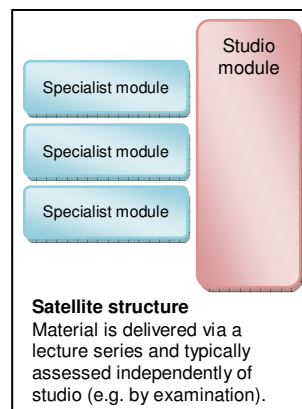 Studio
module
Specialist module
Specialist module
Specialist module
Satellite structure
Material is delivered via a
lecture series and typically
assessed independently of
studio (e.g. by examination).